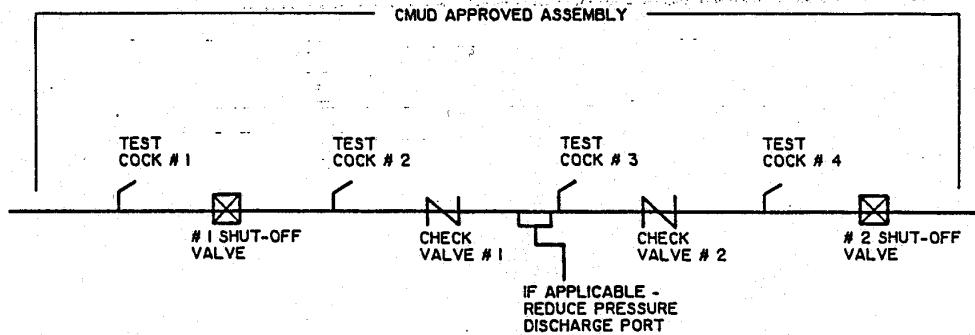 CMUD APPROVED ASSEMBLY
TEST
COCK # 1
TEST
COCK # 2
TEST
COCK # 3
TEST
COCK # 4
# 1 SHUT-OFF
VALVE
CHECK
VALVE # 1
CHECK
VALVE # 2
# 2 SHUT-OFF
VALVE
IF APPLICABLE -
REDUCE PRESSURE
DISCHARGE PORT